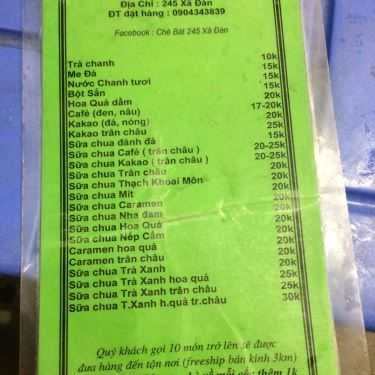 Địa Chỉ : 245 Xã Đàn
ĐT đặt hàng : 0904343839
Facebook : Chè Bát 245 Xã Đàn
Trà chanh 10k
Me Đá 15k
Nước Chanh tươi 15k
Bột Sắn 20k
Hoa Quả dầm 20k
Café (đen, nâu) 17-20k
Kakao (đá, nóng) 20k
Kakao trân châu 25k
Sữa chua đánh đá 15k
Sữa chua Café ( trân châu ) 20-25k
Sữa chua Kakao ( trân châu ) 20-25k
Sữa chua Trân châu 20k
Sữa chua Thạch Khoai Môn 20k
Sữa chua Mít 20k
Sữa chua Caramen 20k
Sữa chua Nha đam 20k
Sữa chua Hoa Quả 20k
Sữa chua Nếp Cẩm 20k
Caramen hoa quả 20k
Caramen trân châu 20k
Sữa chua Trà Xanh 20k
Sữa chua Trà Xanh hoa quả 25k
Sữa chua Trà Xanh trân châu 25k
Sữa chua T.Xanh h.quả tr.châu 30k
Quý khách gọi 10 món trở lên sẽ được
đưa hàng đến tận nơi (freeship bán kính 3km)
mỗi cốc thêm 1k